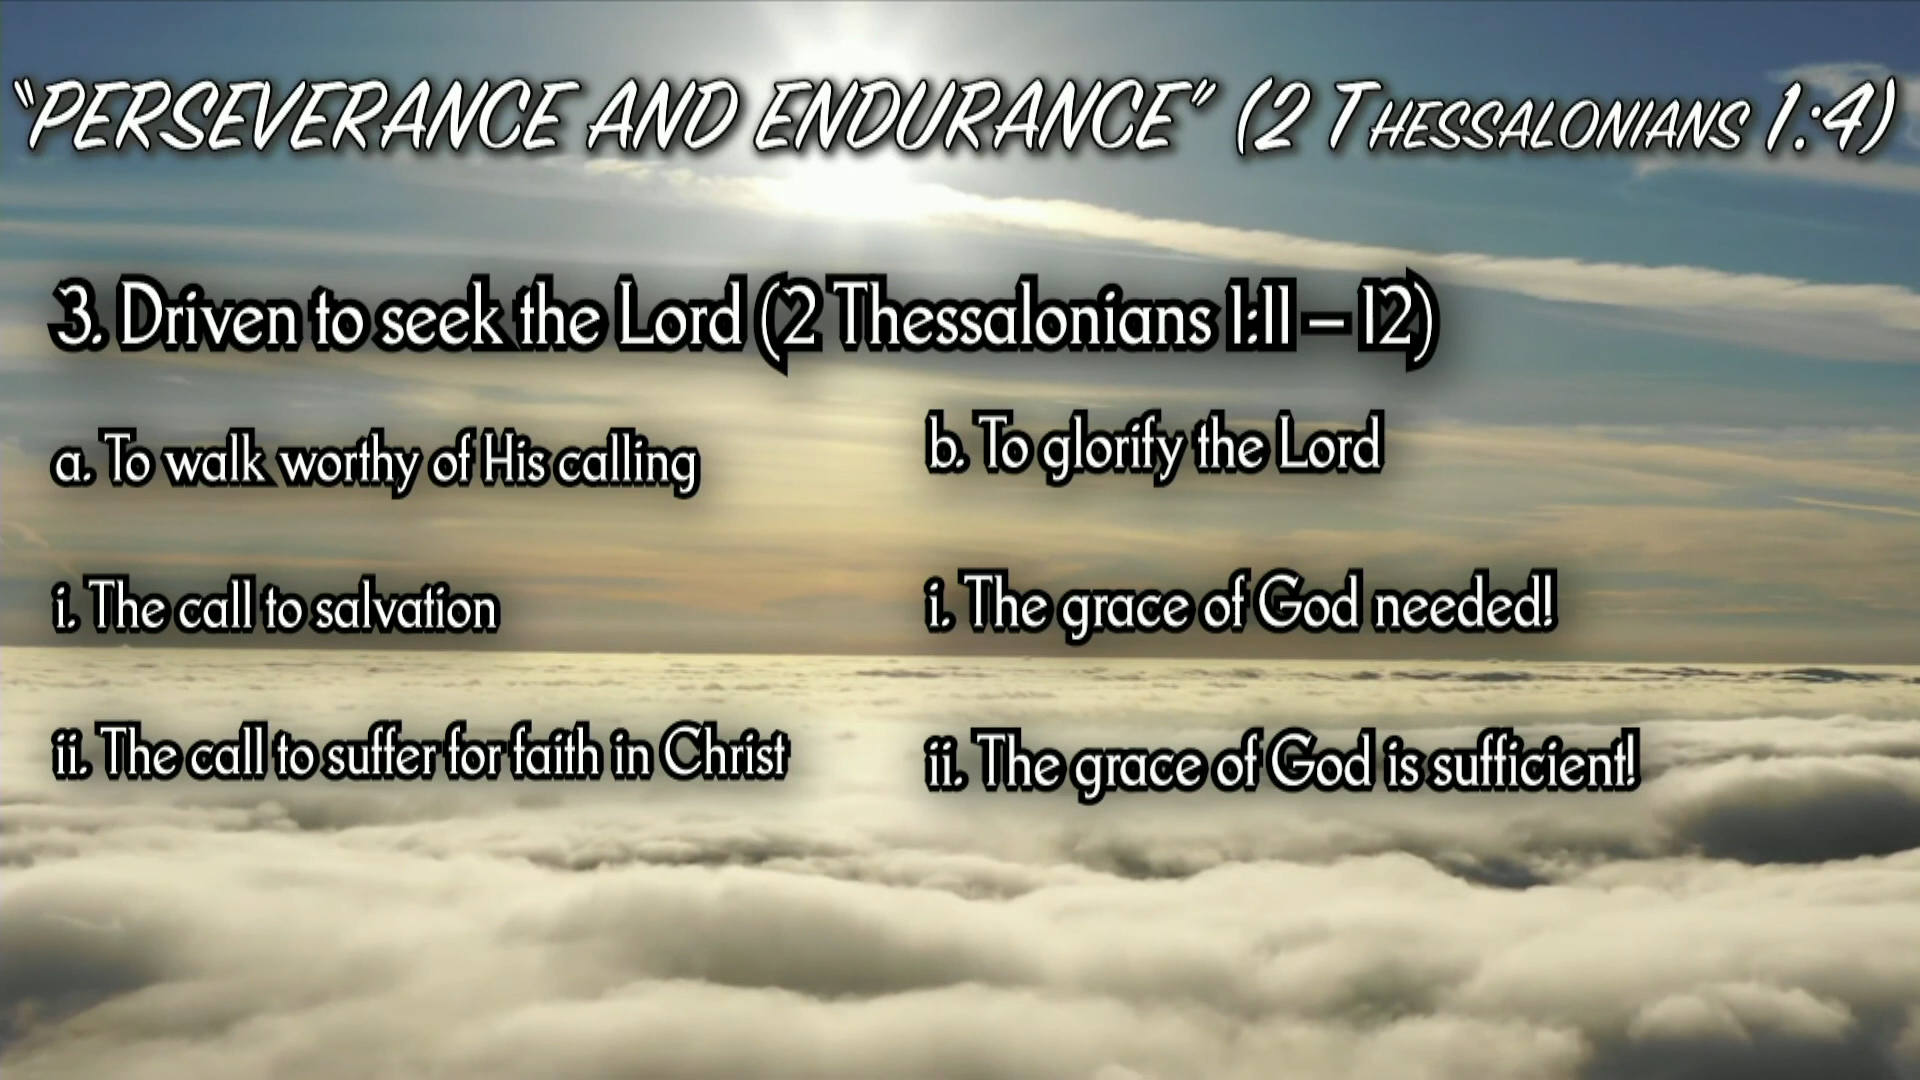 “PERSEVERANCE AND ENDURANCE” (2 THESSALONIANS 1:4)
3. Driven to seek the Lord (2 Thessalonians 1:11 – 12)
a. To walk worthy of His calling
i. The call to salvation
ii. The call to suffer for faith in Christ
b. To glorify the Lord
i. The grace of God needed!
ii. The grace of God is sufficient!